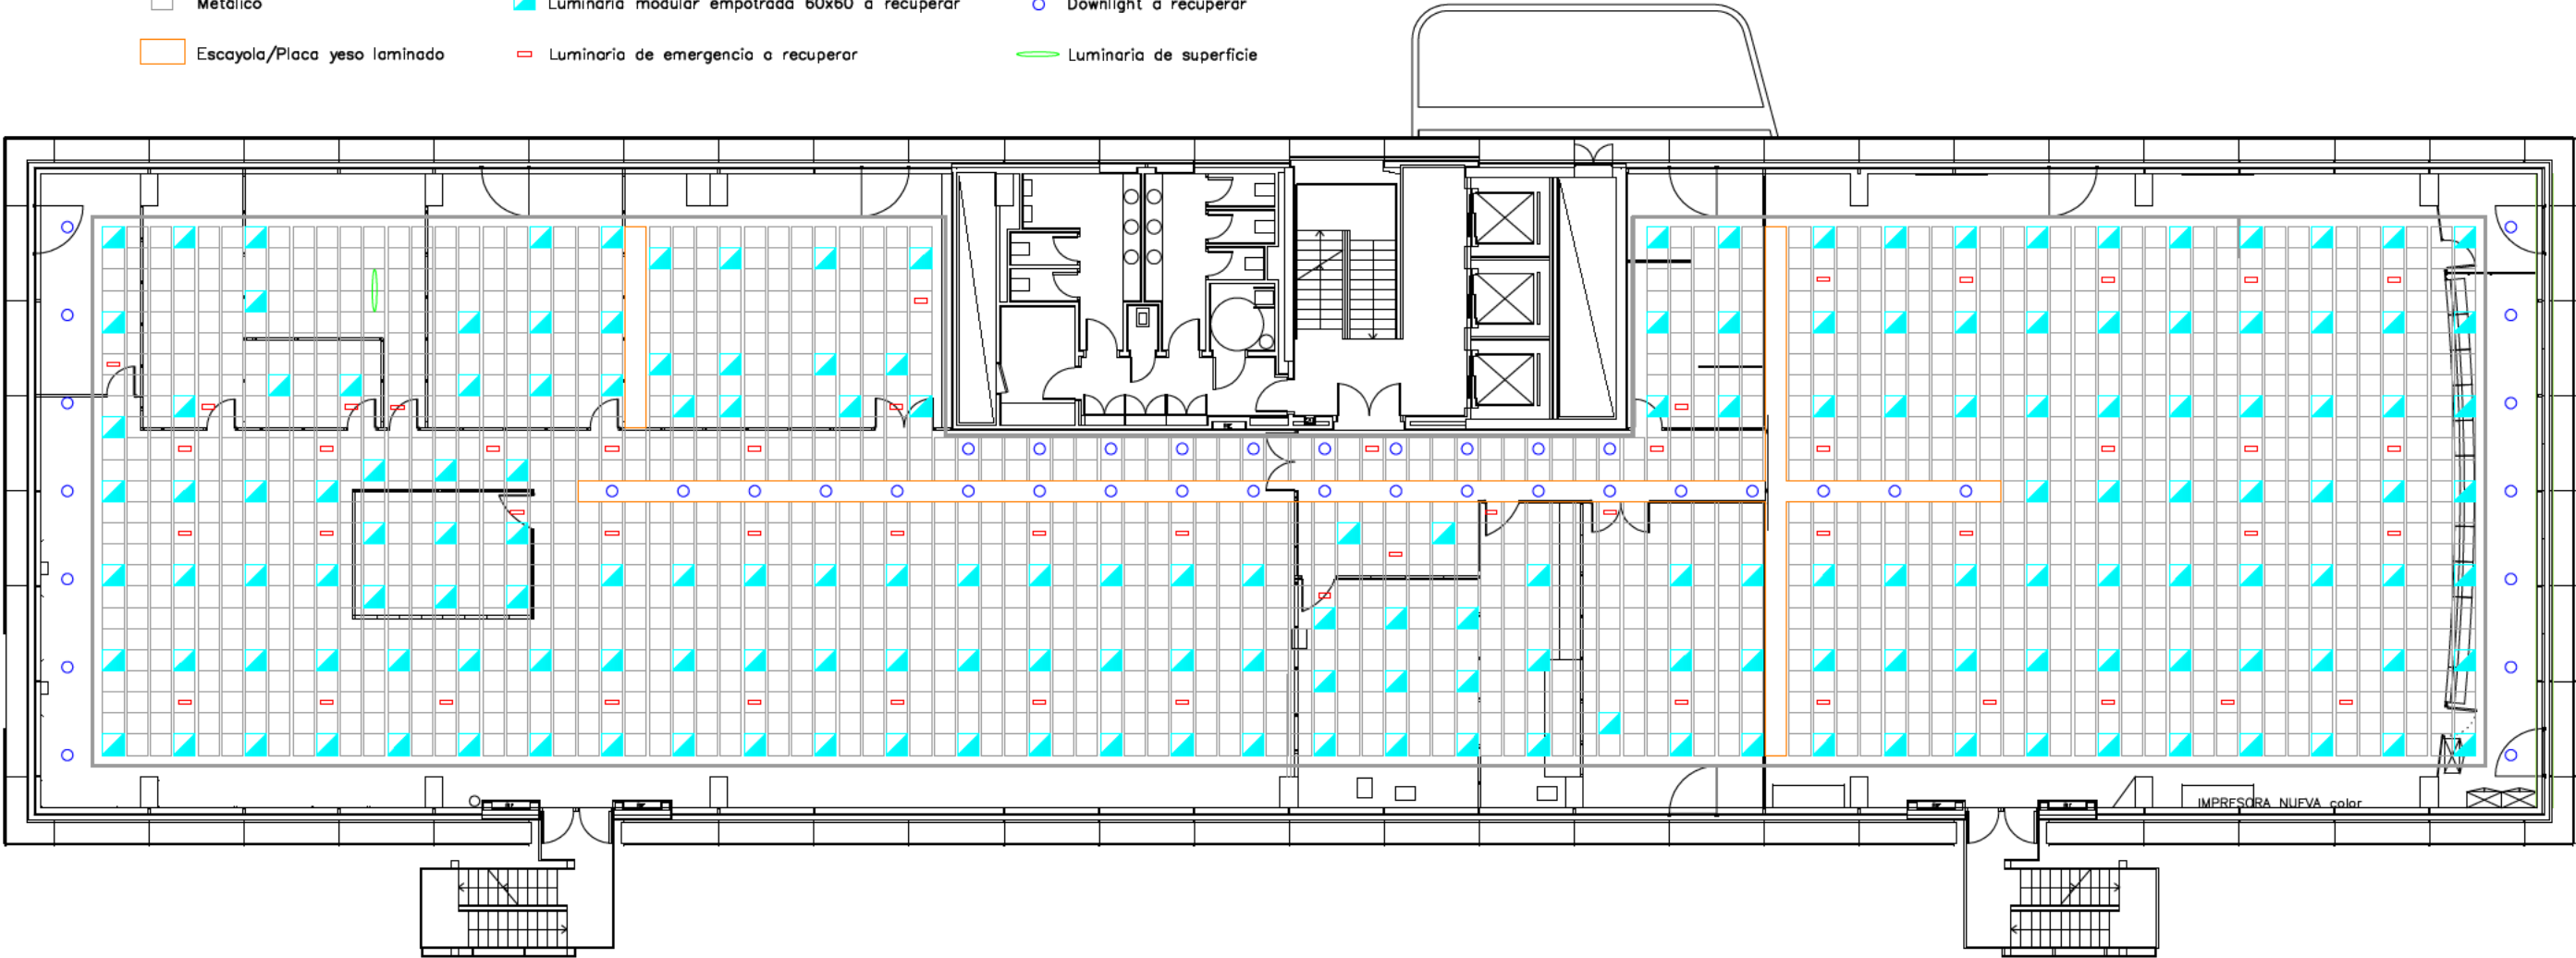 Metálico
Luminaria modular empotrada 60x60 a recuperar
Downlight a recuperar
Escayola/Placa yeso laminado
Luminaria de emergencia a recuperar
Luminaria de superficie
IMPRESORA NUEVA color